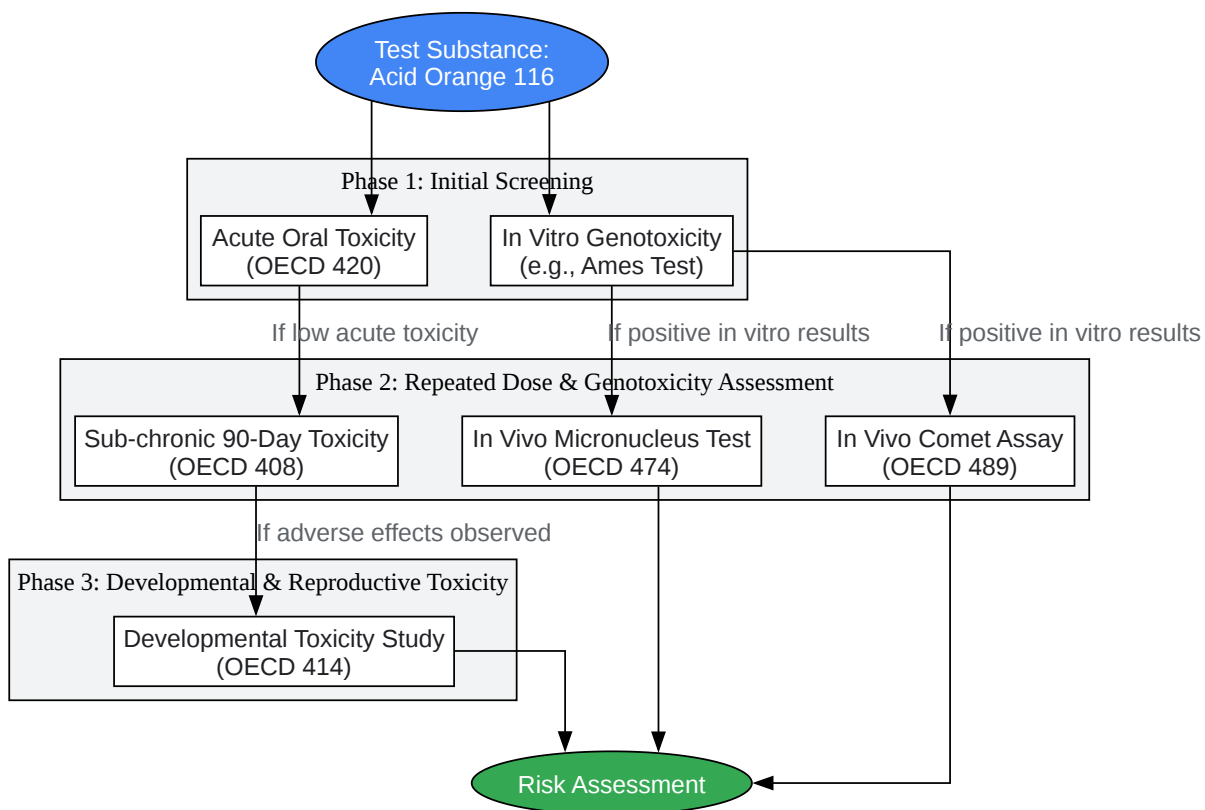 Test Substance:
Acid Orange 116
Phase 1: Initial Screening
Acute Oral Toxicity
(OECD 420)
In Vitro Genotoxicity
(e.g., Ames Test)
If low acute toxicity
If positive in vitro results
If positive in vitro results
Phase 2: Repeated Dose & Genotoxicity Assessment
Sub-chronic 90-Day Toxicity
(OECD 408)
In Vivo Micronucleus Test
(OECD 474)
In Vivo Comet Assay
(OECD 489)
If adverse effects observed
Phase 3: Developmental & Reproductive Toxicity
Developmental Toxicity Study
(OECD 414)
Risk Assessment